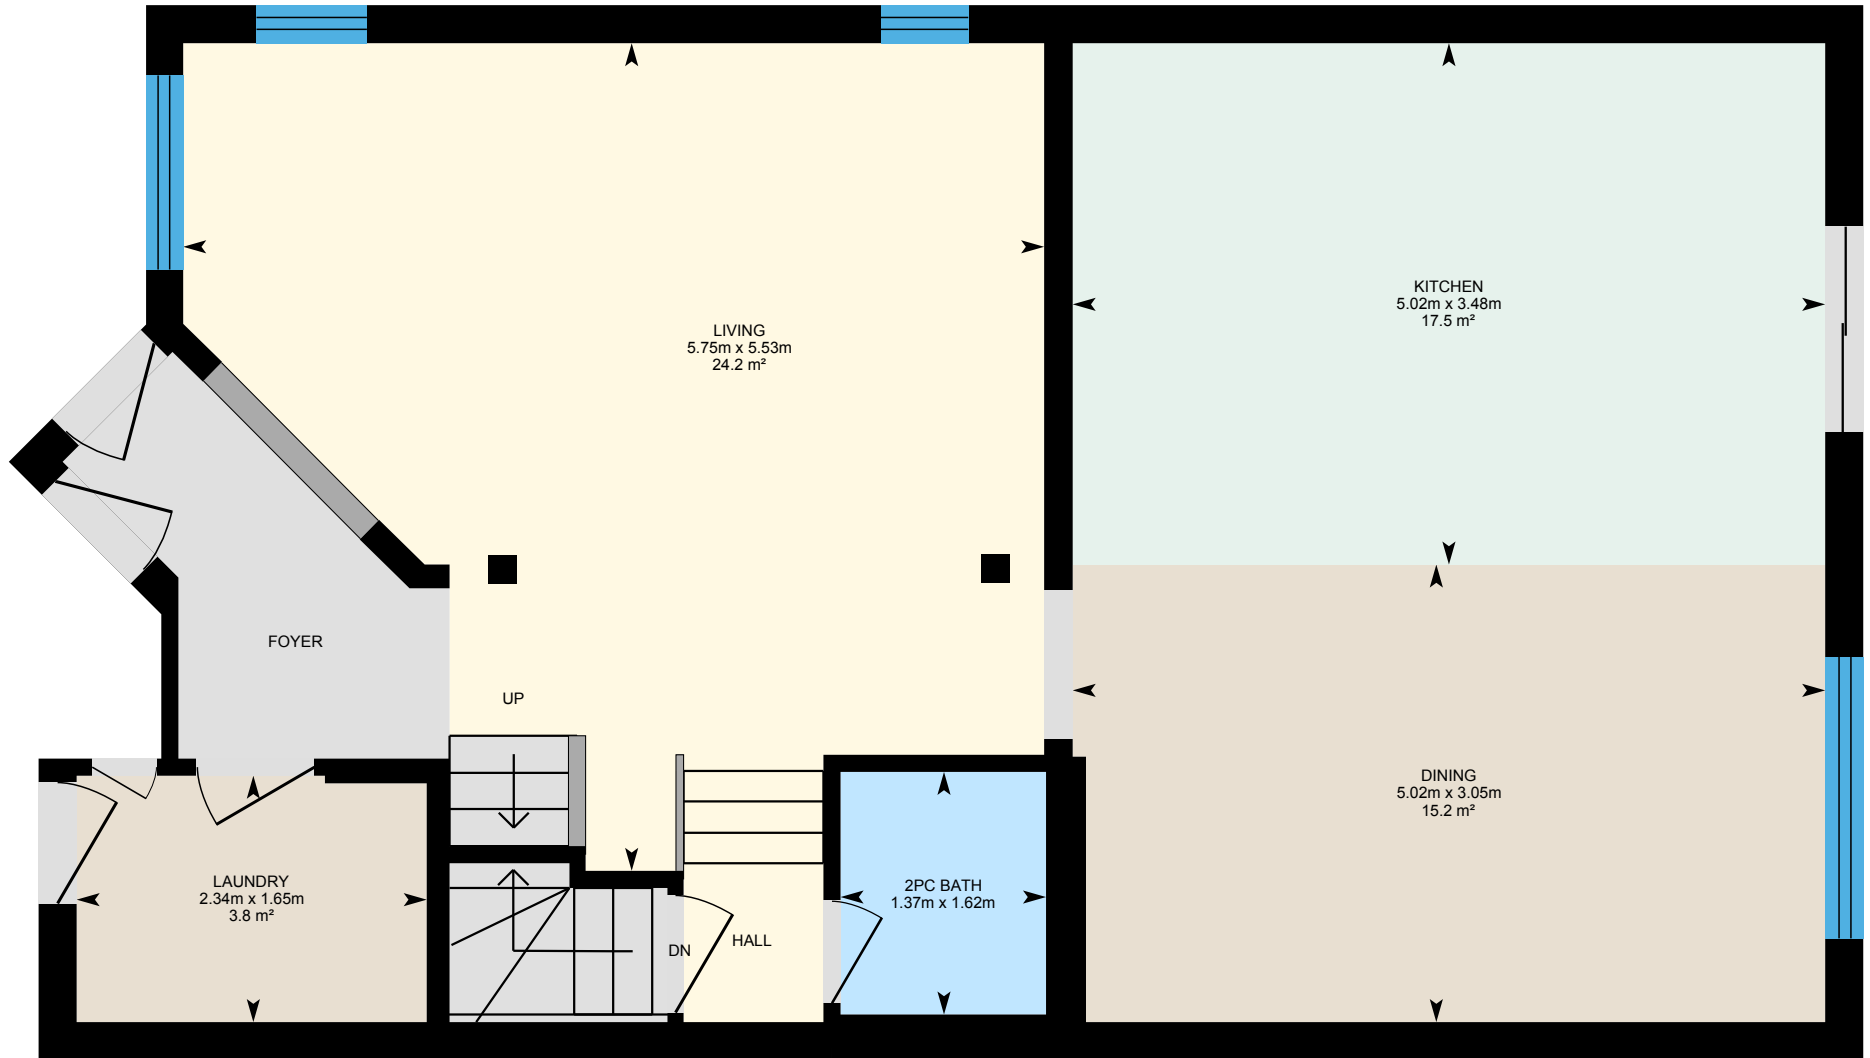 LIVING
5.75m x 5.53m
24.2 m²
KITCHEN
5.02m x 3.48m
17.5 m²
FOYER
UP
DINING
5.02m x 3.05m
15.2 m²
LAUNDRY
2.34m x 1.65m
3.8 m²
2PC BATH
1.37m x 1.62m
DN
HALL